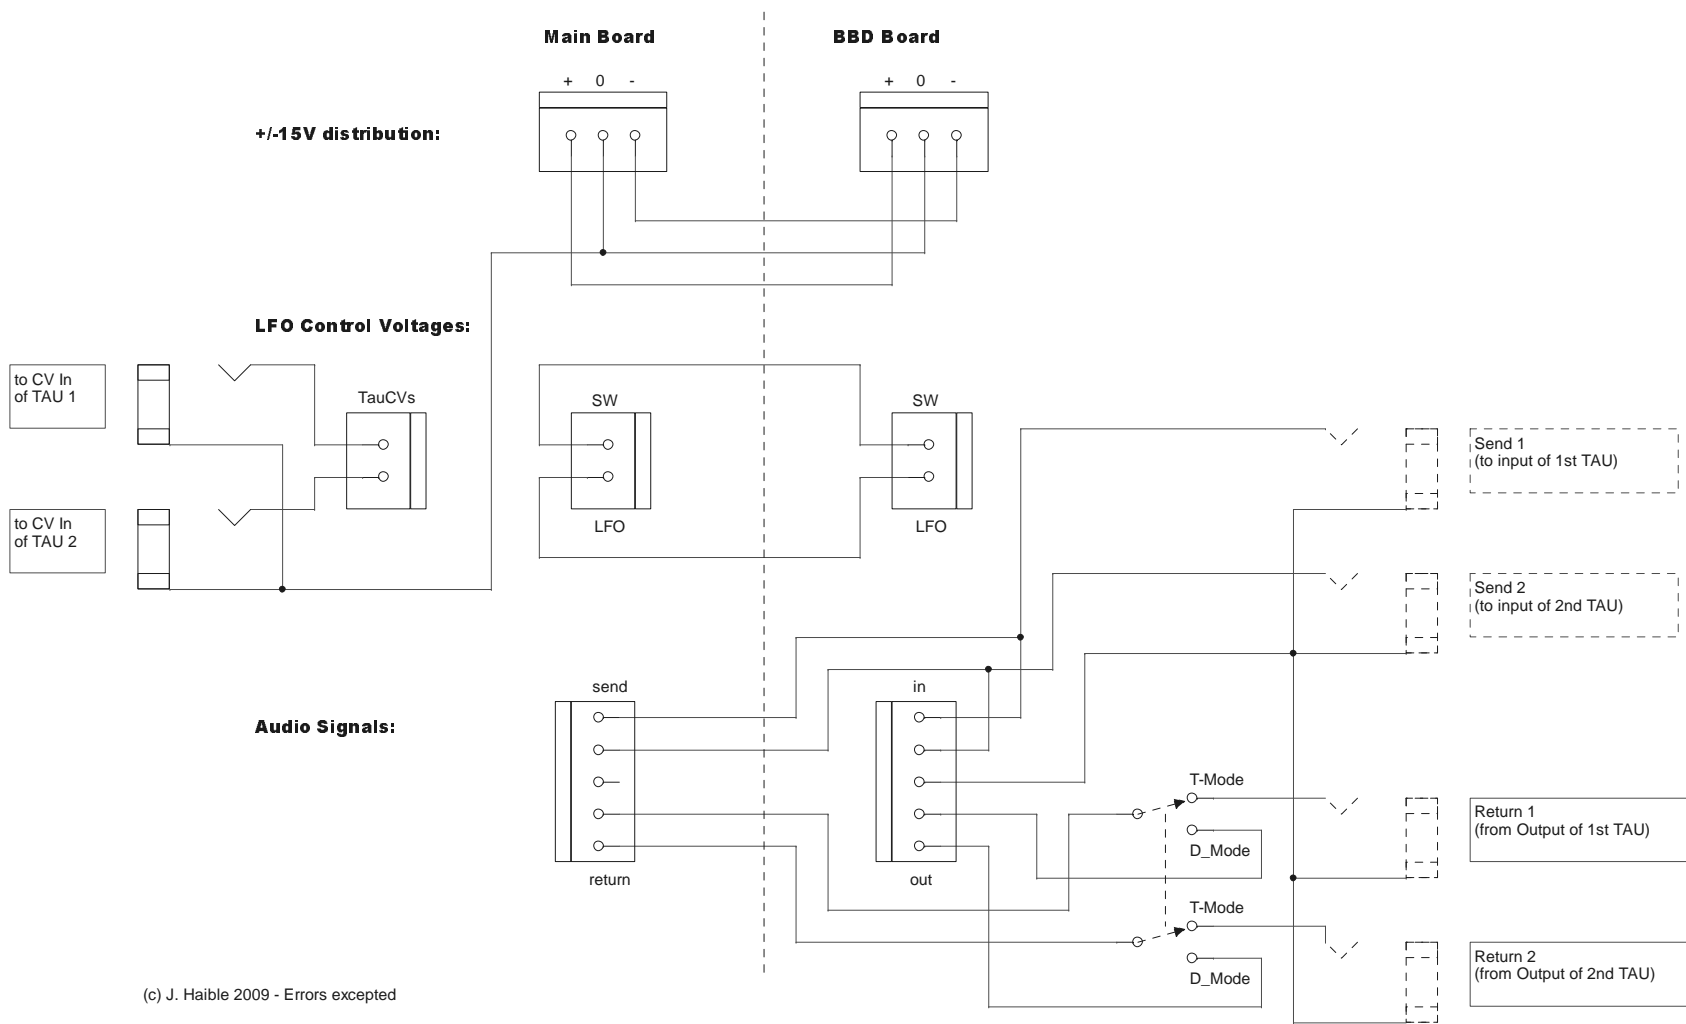 Main Board
BBD Board
+ 0 -
+ 0 -
+/-15V distribution:
LFO Control Voltages:
to CV In
of TAU 1
TauCVs
SW
SW
Send 1
(to input of 1st TAU)
to CV In
of TAU 2
LFO
LFO
Send 2
(to input of 2nd TAU)
send
in
Audio Signals:
T-Mode
Return 1
(from Output of 1st TAU)
D_Mode
return
out
T-Mode
Return 2
(from Output of 2nd TAU)
D_Mode
(c) J. Haible 2009 - Errors excepted